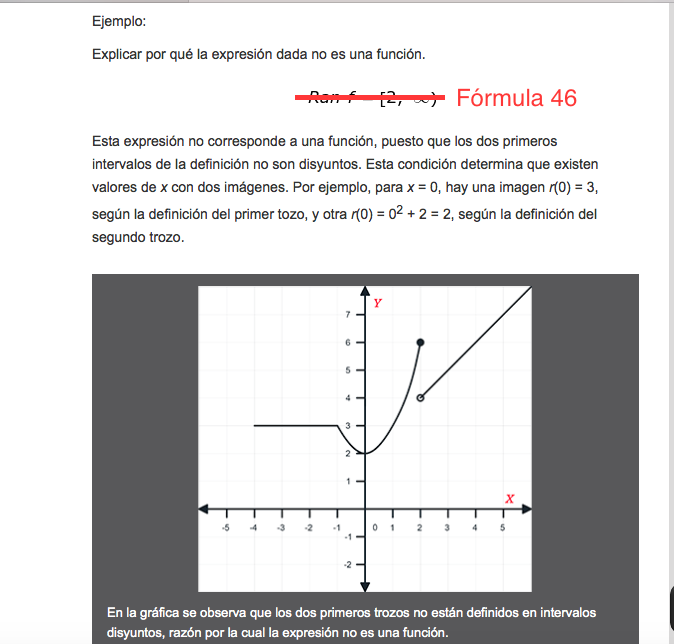 Ejemplo:
Explicar por qué la expresión dada no es una función.
Ran f = [2, ∞) Fórmula 46
Esta expresión no corresponde a una función, puesto que los dos primeros
intervalos de la definición no son disyuntos. Esta condición determina que existen
valores de x con dos imágenes. Por ejemplo, para x = 0, hay una imagen r(0) = 3,
según la definición del primer tozo, y otra r(0) = 0² + 2 = 2, según la definición del
segundo trozo.
Y
7
6
5
4
3
2
1
X
-5 -4 -3 -2 -1 0 1 2 3 4 5
-1
-2
En la gráfica se observa que los dos primeros trozos no están definidos en intervalos
disyuntos, razón por la cual la expresión no es una función.